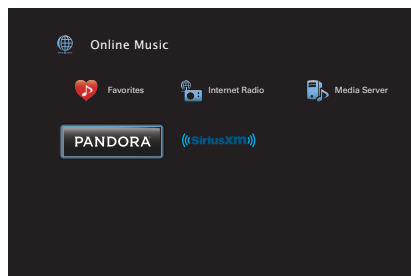 Online Music
Favorites
Internet Radio
Media Server
PANDORA
((SiriusXM))